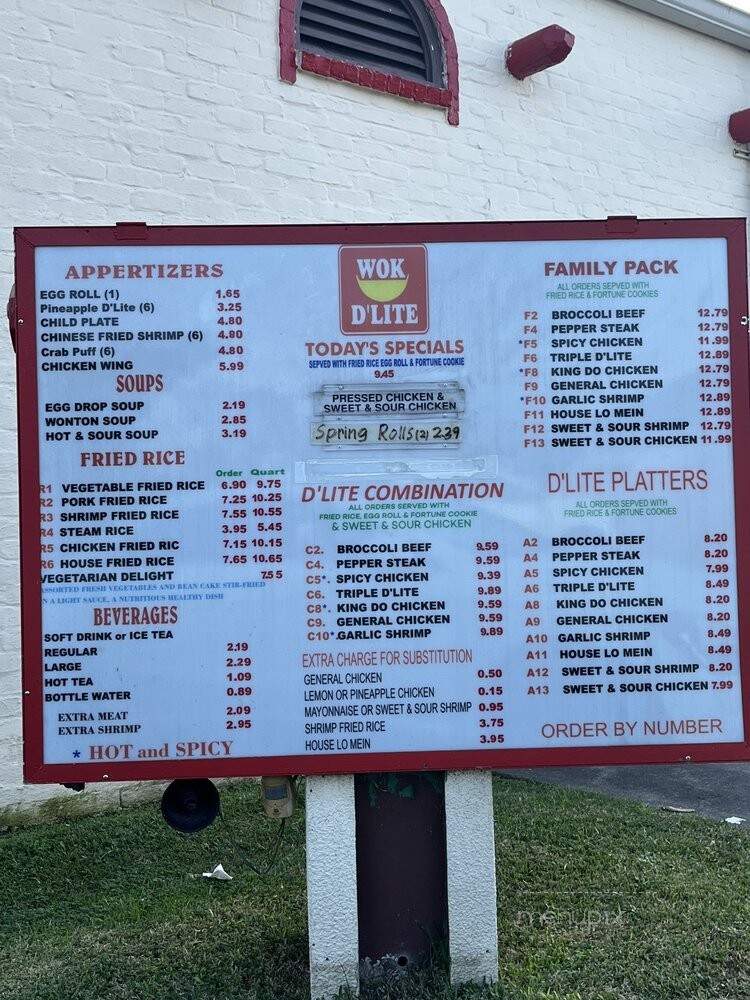 APPERTIZERS
EGG ROLL (1) 1.65
Pineapple D'Lite (6) 3.25
CHILD PLATE 4.80
CHINESE FRIED SHRIMP (6) 4.80
Crab Puff (6) 4.80
CHICKEN WING 5.99
SOUPS
EGG DROP SOUP 2.19
WONTON SOUP 2.85
HOT & SOUR SOUP 3.19
FRIED RICE
Order Quart
R1 VEGETABLE FRIED RICE 6.90 9.75
R2 PORK FRIED RICE 7.25 10.25
R3 SHRIMP FRIED RICE 7.55 10.55
R4 STEAM RICE 3.95 5.45
R5 CHICKEN FRIED RIC 7.15 10.15
R6 HOUSE FRIED RICE 7.65 10.65
VEGETARIAN DELIGHT 7.55
ASSORTED FRESH VEGETABLES AND BEAN CAKE STIR-FRIED
IN A LIGHT SAUCE, A NUTRITIOUS HEALTHY DISH
BEVERAGES
SOFT DRINK or ICE TEA
REGULAR 2.19
LARGE 2.29
HOT TEA 1.09
BOTTLE WATER 0.89
EXTRA MEAT 2.09
EXTRA SHRIMP 2.95
* HOT and SPICY
WOK
D'LITE
TODAY'S SPECIALS
SERVED WITH FRIED RICE EGG ROLL & FORTUNE COOKIE
9.45
PRESSED CHICKEN &
SWEET & SOUR CHICKEN
Spring Rolls (2) 2.39
D'LITE COMBINATION
ALL ORDERS SERVED WITH
FRIED RICE, EGG ROLL & FORTUNE COOKIE
& SWEET & SOUR CHICKEN
C2. BROCCOLI BEEF 9.59
C4. PEPPER STEAK 9.59
C5*. SPICY CHICKEN 9.39
C6. TRIPLE D'LITE 9.89
C8*. KING DO CHICKEN 9.59
C9. GENERAL CHICKEN 9.59
C10*. GARLIC SHRIMP 9.89
EXTRA CHARGE FOR SUBSTITUTION
GENERAL CHICKEN 0.50
LEMON OR PINEAPPLE CHICKEN 0.15
MAYONNAISE OR SWEET & SOUR SHRIMP 0.95
SHRIMP FRIED RICE 3.75
HOUSE LO MEIN 3.95
FAMILY PACK
ALL ORDERS SERVED WITH
FRIED RICE & FORTUNE COOKIES
F2 BROCCOLI BEEF 12.79
F4 PEPPER STEAK 12.79
*F5 SPICY CHICKEN 11.99
F6 TRIPLE D'LITE 12.89
*F8 KING DO CHICKEN 12.79
F9 GENERAL CHICKEN 12.79
*F10 GARLIC SHRIMP 12.89
F11 HOUSE LO MEIN 12.89
F12 SWEET & SOUR SHRIMP 12.79
F13 SWEET & SOUR CHICKEN 11.99
D'LITE PLATTERS
ALL ORDERS SERVED WITH
FRIED RIC & FORTUNE COOKIES
A2 BROCCOLI BEEF 8.20
A4 PEPPER STEAK 8.20
A5 SPICY CHICKEN 7.99
A6 TRIPLE D'LITE 8.49
A8 KING DO CHICKEN 8.20
A9 GENERAL CHICKEN 8.20
A10 GARLIC SHRIMP 8.49
A11 HOUSE LO MEIN 8.49
A12 SWEET & SOUR SHRIMP 8.20
A13 SWEET & SOUR CHICKEN 7.99
ORDER BY NUMBER
menupix